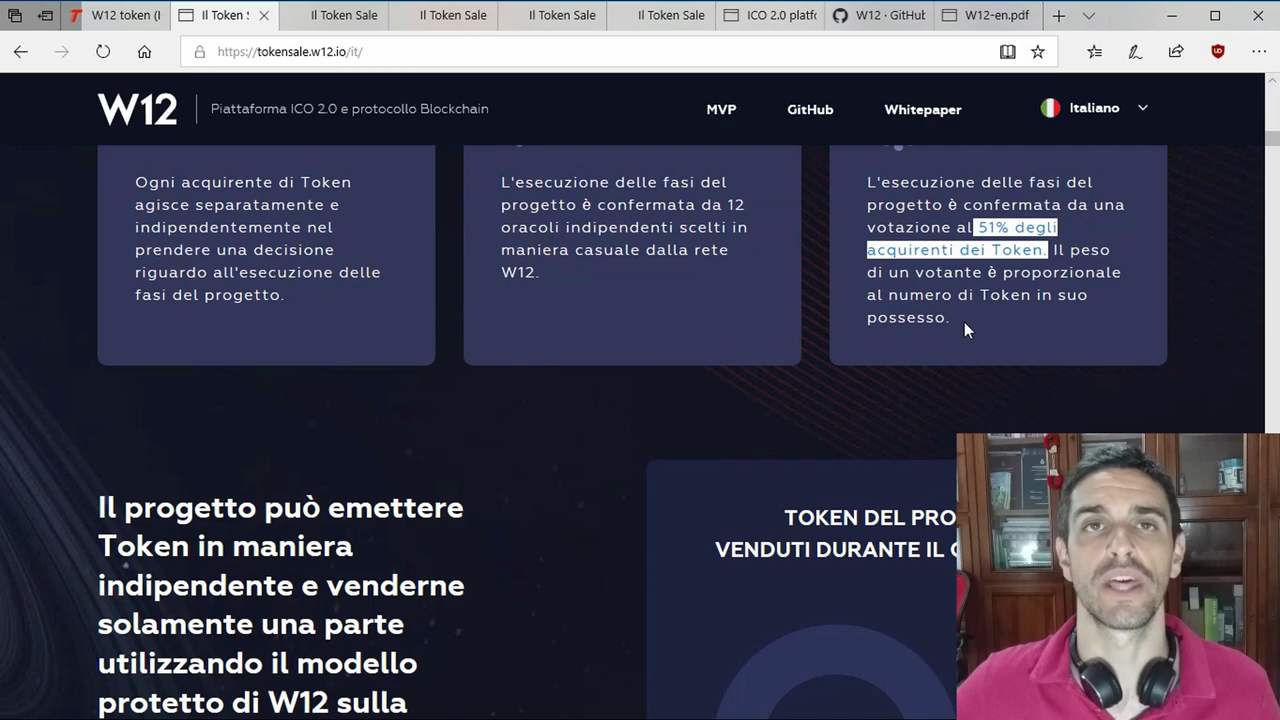 W12 token (I
Il Token S
Il Token Sale
Il Token Sale
Il Token Sale
Il Token Sale
ICO 2.0 platfo
W12 · GitHub
W12-en.pdf
https://tokensale.w12.io/it/
W12
Piattaforma ICO 2.0 e protocollo Blockchain
MVP
GitHub
Whitepaper
Italiano
Ogni acquirente di Token
agisce separatamente e
indipendentemente nel
prendere una decisione
riguardo all'esecuzione delle
fasi del progetto.
L'esecuzione delle fasi del
progetto è confermata da 12
oracoli indipendenti scelti in
maniera casuale dalla rete
W12.
L'esecuzione delle fasi del
progetto è confermata da una
votazione al 51% degli
acquirenti dei Token. Il peso
di un votante è proporzionale
al numero di Token in suo
possesso.
Il progetto può emettere
Token in maniera
indipendente e venderne
solamente una parte
utilizzando il modello
protetto di W12 sulla
TOKEN DEL PRO
VENDUTI DURANTE IL